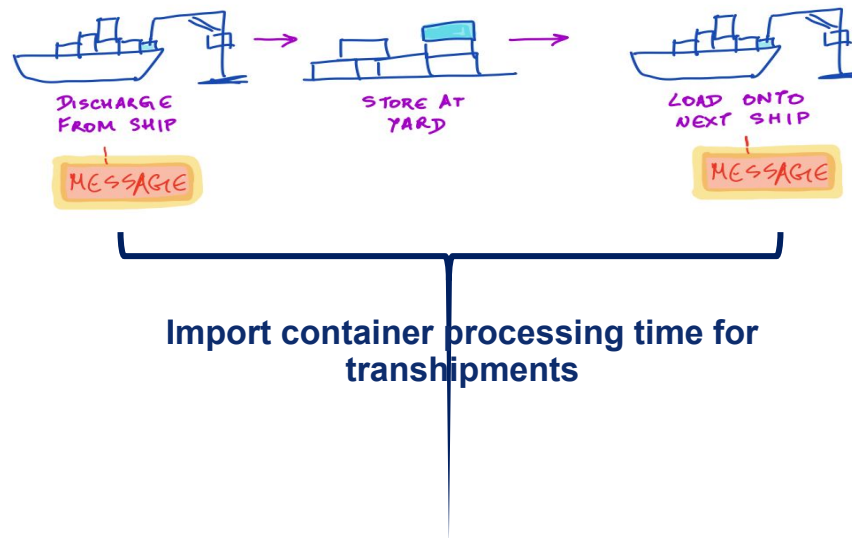 DISCHARGE
FROM SHIP
STORE AT
YARD
LOAD ONTO
NEXT SHIP
MESSAGE
MESSAGE
Import container processing time for
transhipments